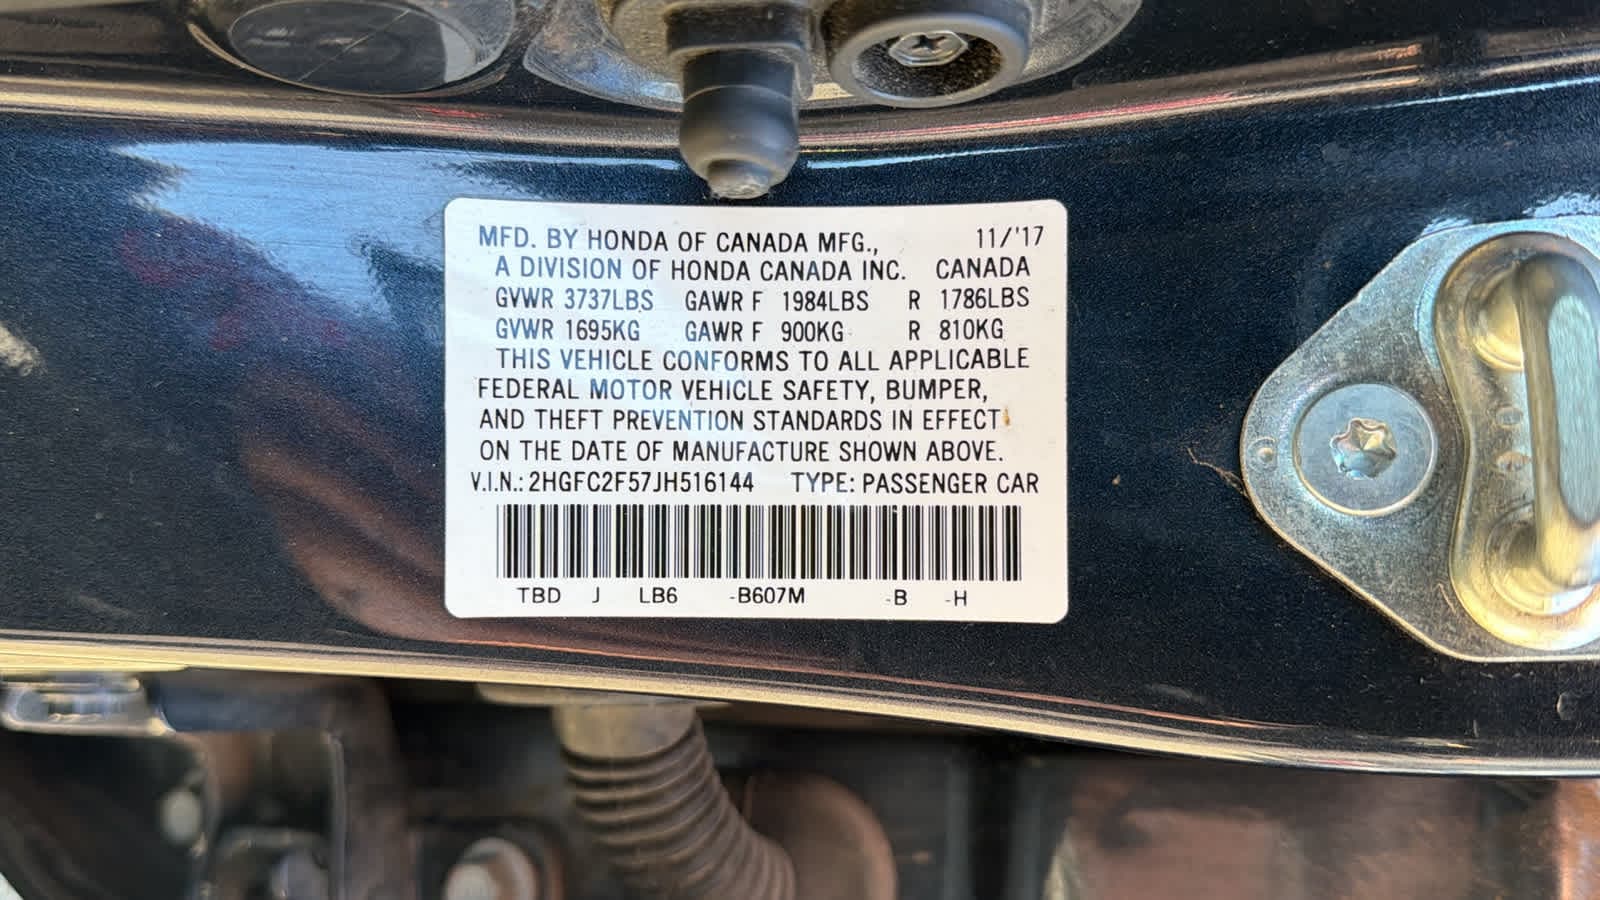 MFD. BY HONDA OF CANADA MFG., 11/'17
A DIVISION OF HONDA CANADA INC. CANADA
GVWR 3737LBS GAWR F 1984LBS R 1786LBS
GVWR 1695KG GAWR F 900KG R 810KG
THIS VEHICLE CONFORMS TO ALL APPLICABLE
FEDERAL MOTOR VEHICLE SAFETY, BUMPER,
AND THEFT PREVENTION STANDARDS IN EFFECT
ON THE DATE OF MANUFACTURE SHOWN ABOVE.
V.I.N.: 2HGFC2F57JH516144 TYPE: PASSENGER CAR
TBD J LB6 -B607M -B -H